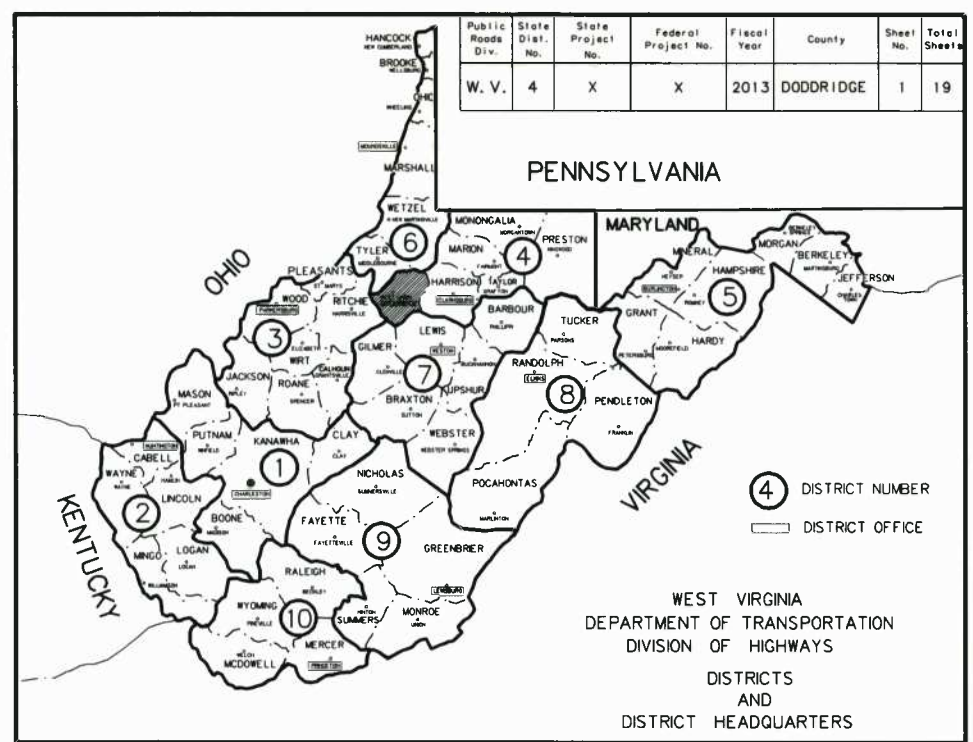 Public Roads Div.
State Dist. No.
State Project No.
Federal Project No.
Fiscal Year
County
Sheet No.
Total Sheets
W. V. 4 X X 2013 DODDRIDGE 1 19
HANCOCK
NEW CUMBERLAND
BROOKE
WELLSBURG
OHIO
WHEELING
MOUNDSVILLE
MARSHALL
PENNSYLVANIA
WETZEL
NEW MARTINSVILLE
6
TYLER
MIDDLEBOURNE
MONONGALIA
MORGANTOWN
MARION
FAIRMONT
4
PRESTON
KINGWOOD
HARRISON
CLARKSBURG
TAYLOR
GRAFTON
BARBOUR
PHILIPPI
MARYLAND
MINERAL
KEYSER
BURLINGTON
HAMPSHIRE
ROMNEY
MORGAN
BERKELEY SPRINGS
BERKELEY
MARTINSBURG
JEFFERSON
CHARLES TOWN
5
GRANT
PETERSBURG
HARDY
MOOREFIELD
OHIO
PLEASANTS
ST MARYS
WOOD
PARKERSBURG
RITCHIE
HARRISVILLE
3
ELIZABETH
WIRT
CALHOUN
GRANTSVILLE
JACKSON
RIPLEY
ROANE
SPENCER
LEWIS
WESTON
GILMER
GLENVILLE
7
BUCKHANNON
UPSHUR
BRAXTON
SUTTON
WEBSTER
WEBSTER SPRINGS
TUCKER
PARSONS
RANDOLPH
ELKINS
8
PENDLETON
FRANKLIN
POCAHONTAS
MARLINTON
VIRGINIA
MASON
PT PLEASANT
PUTNAM
WINFIELD
KANAWHA
1
CHARLESTON
CLAY
CLAY
BOONE
MADISON
HUNTINGTON
CABELL
WAYNE
WAYNE
HAMLIN
LINCOLN
2
MINGO
WILLIAMSON
LOGAN
LOGAN
KENTUCKY
NICHOLAS
SUMMERSVILLE
FAYETTE
FAYETTEVILLE
9
GREENBRIER
LEWISBURG
RALEIGH
BECKLEY
WYOMING
PINEVILLE
10
HINTON
SUMMERS
MONROE
UNION
MERCER
PRINCETON
WELCH
MCDOWELL
4 DISTRICT NUMBER
DISTRICT OFFICE
WEST VIRGINIA
DEPARTMENT OF TRANSPORTATION
DIVISION OF HIGHWAYS
DISTRICTS
AND
DISTRICT HEADQUARTERS